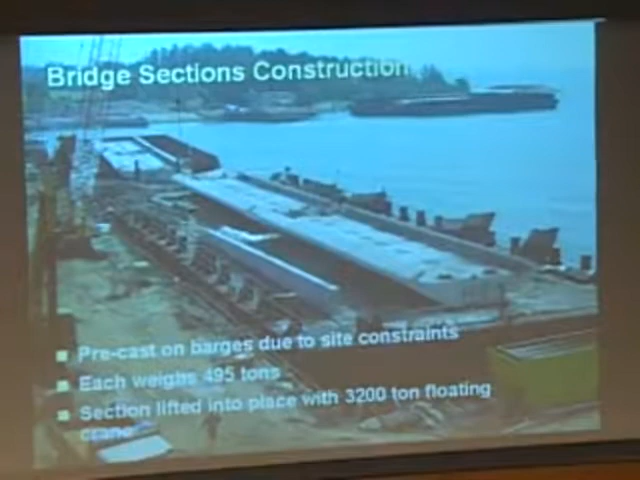 Bridge Sections Construction
Pre-cast on barges due to site constraints
Each weighs 495 tons
Section lifted into place with 3200 ton floating
crane